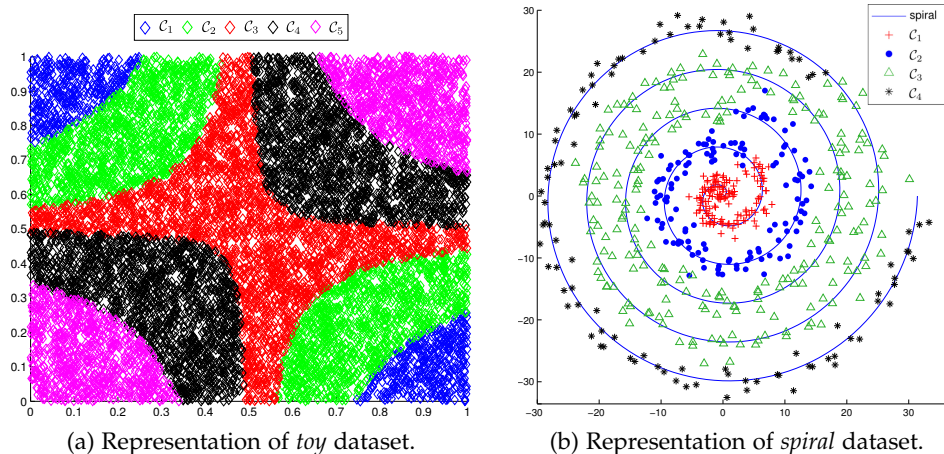 C₁ C₂ C₃ C₄ C₅
1
0.9
0.8
0.7
0.6
0.5
0.4
0.3
0.2
0.1
0
0 0.1 0.2 0.3 0.4 0.5 0.6 0.7 0.8 0.9 1
(a) Representation of toy dataset.
spiral
C₁
C₂
C₃
C₄
30
20
10
0
−10
−20
−30
−30 −20 −10 0 10 20 30
(b) Representation of spiral dataset.